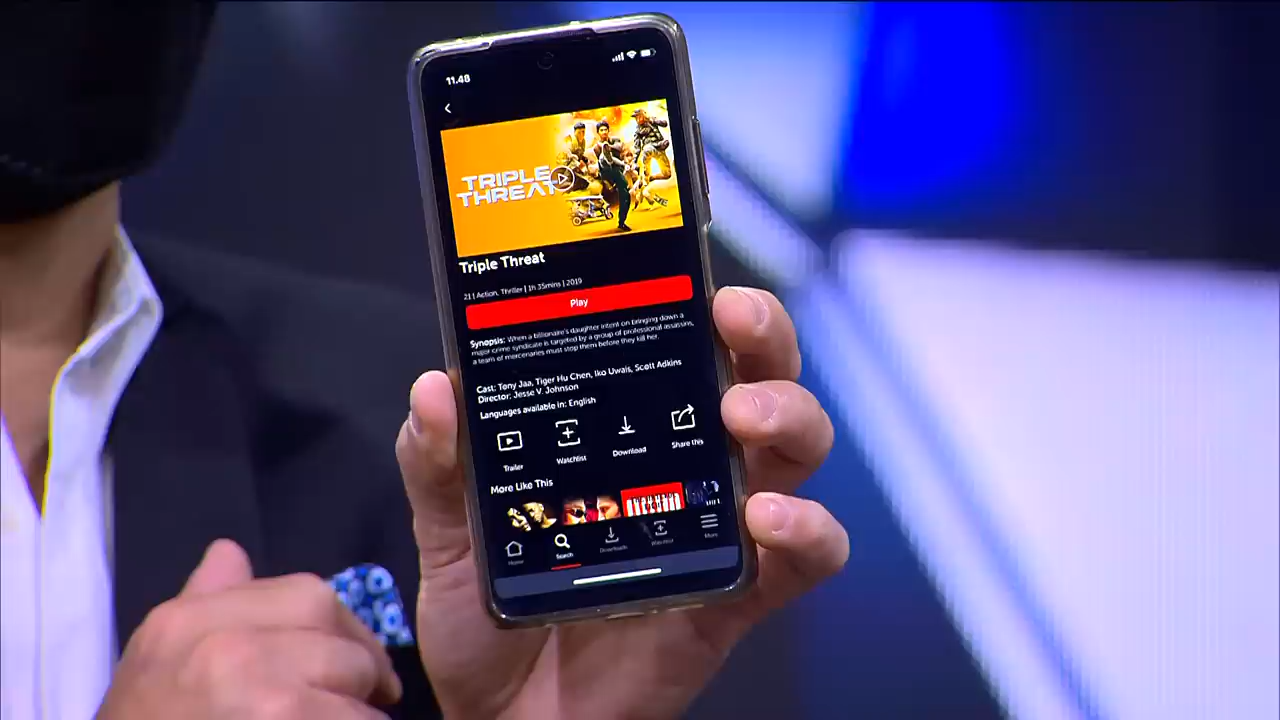 11.48
TRIPLE
THREAT
Triple Threat
21 | Action, Thriller | 1h 35mins | 2019
Play
Synopsis: When a billionaire's daughter intent on bringing down a
major crime syndicate is targeted by a group of professional assassins,
a team of mercenaries must stop them before they kill her.
Cast: Tony Jaa, Tiger Hu Chen, Iko Uwais, Scott Adkins
Director: Jesse V. Johnson
Languages available in: English
Trailer
Watchlist
Download
Share this
More Like This
Home
Search
Downloads
Watchlist
More